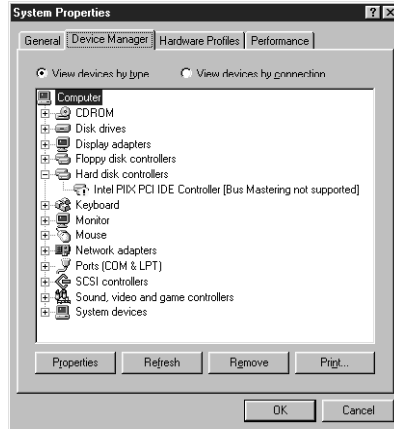 System Properties
General Device Manager Hardware Profiles Performance
View devices by type View devices by connection
Computer
CDROM
Disk drives
Display adapters
Floppy disk controllers
Hard disk controllers
Intel PIIX PCI IDE Controller [Bus Mastering not supported]
Keyboard
Monitor
Mouse
Network adapters
Ports (COM & LPT)
SCSI controllers
Sound, video and game controllers
System devices
Properties Refresh Remove Print...
OK Cancel